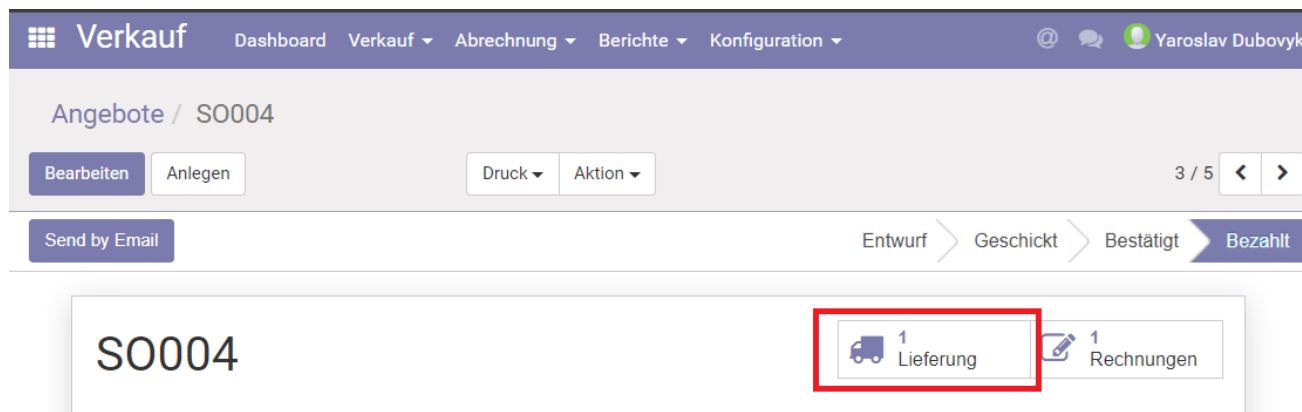 Verkauf Dashboard Verkauf Abrechnung Berichte Konfiguration @ Yaroslav Dubovyk
Angebote / SO004
Bearbeiten Anlegen Druck Aktion 3 / 5
Send by Email Entwurf Geschickt Bestätigt Bezahlt
SO004
1
Lieferung
1
Rechnungen